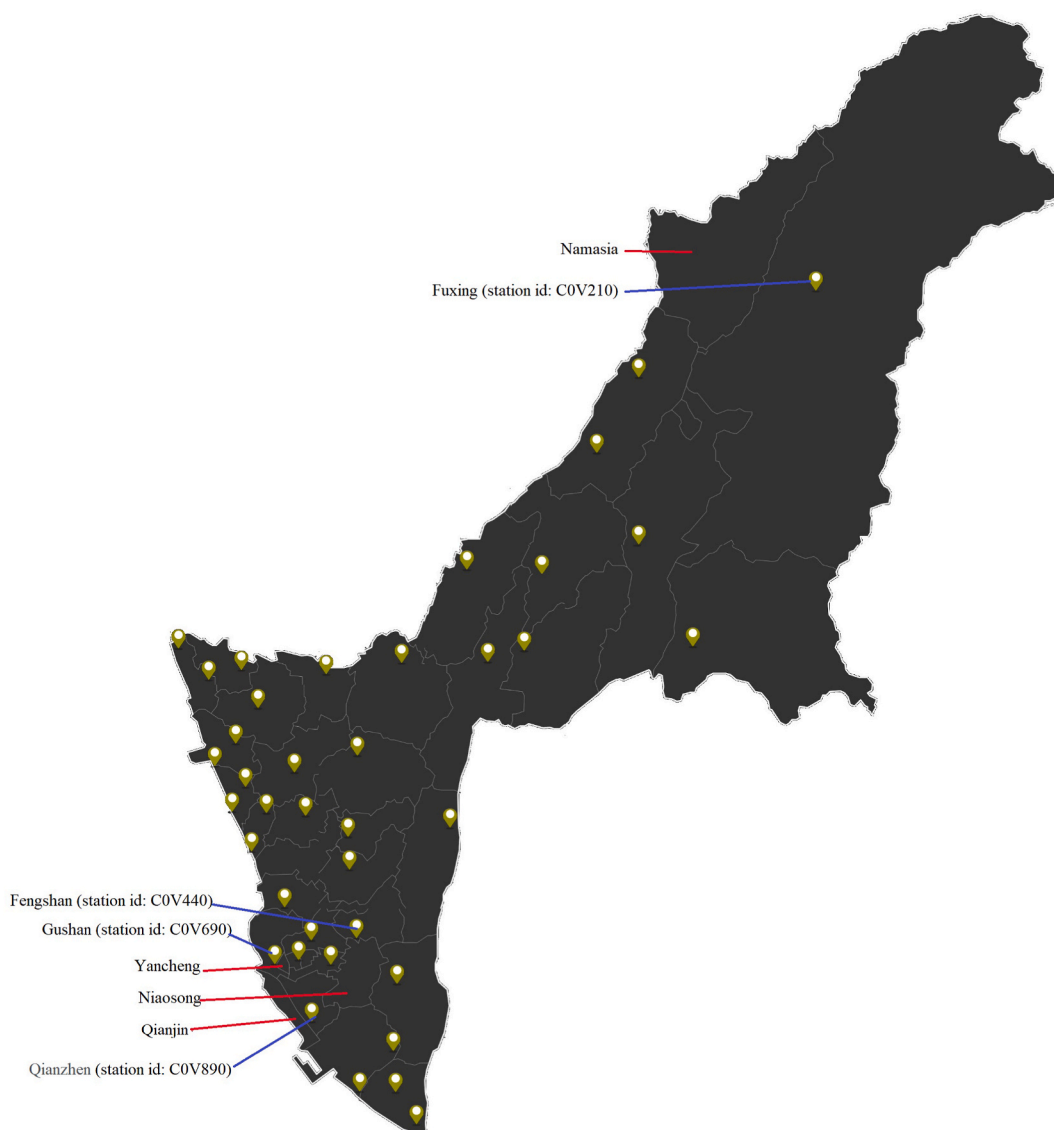 Namasia
Fuxing (station id: C0V210)
Fengshan (station id: C0V440)
Gushan (station id: C0V690)
Yancheng
Niaosong
Qianjin
Qianzhen (station id: C0V890)